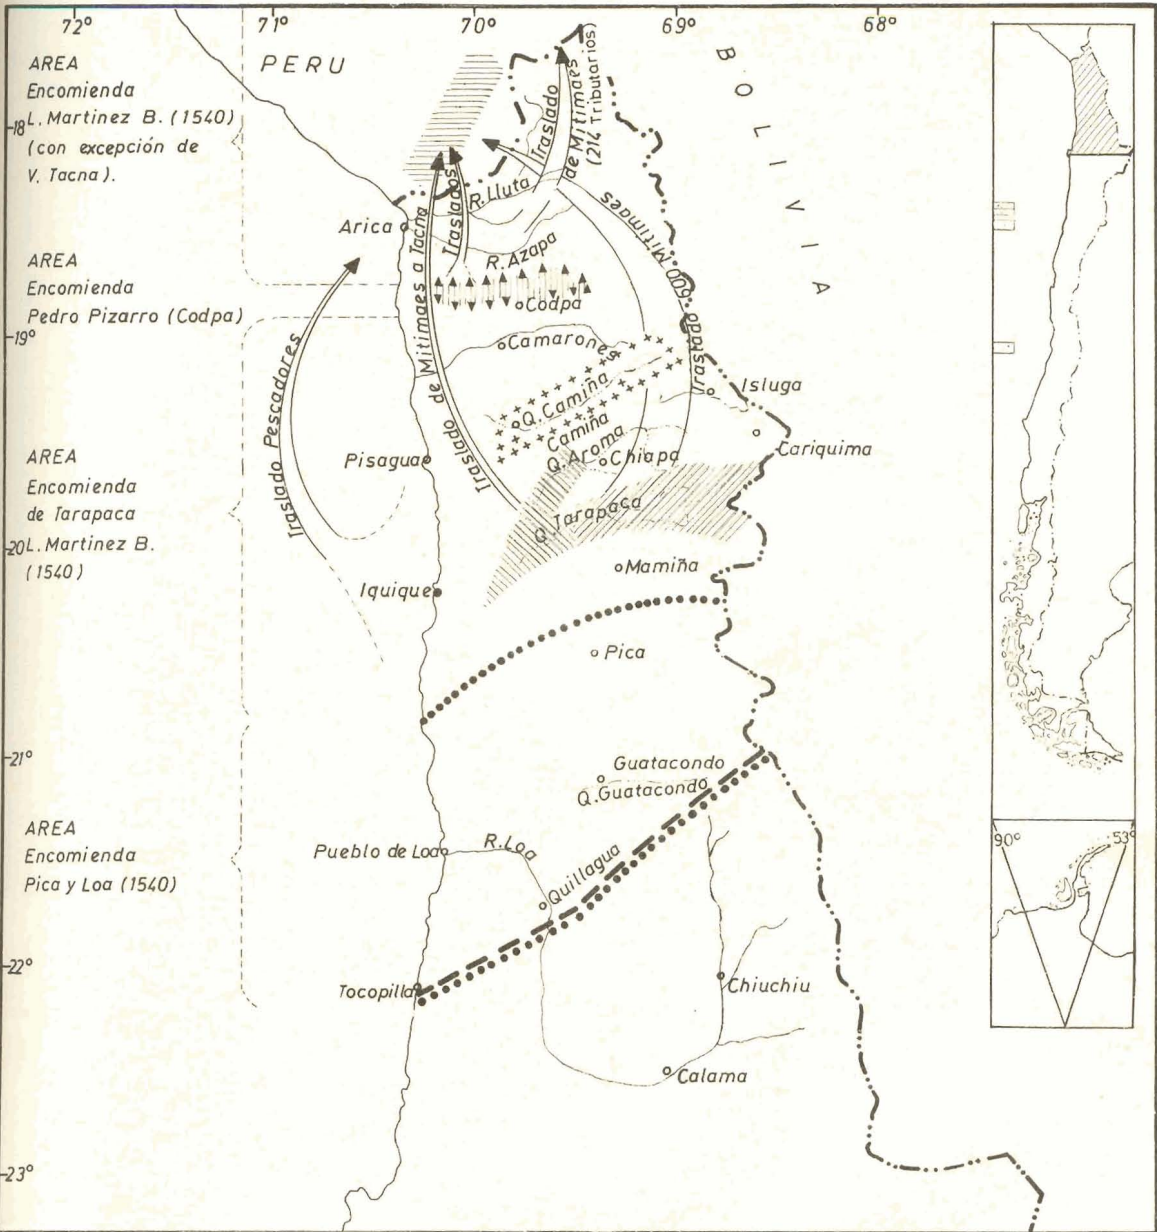 72°
71°
70°
69°
68°
AREA
Encomienda
L. Martinez B. (1540)
(con excepción de
V. Tacna).
PERU
BOLIVIA
18°
Traslado
de Mitimaes
(214 Tributarios)
R. Lluta
Traslados
Arica
R. Azapa
Traslado ~600 Mitimaes
AREA
Encomienda
Pedro Pizarro (Codpa)
Codpa
19°
Camarones
Traslado de Mitimaes a Tacna
Traslado Pescadores
Isluga
Q. Camiña
Camiña
Q. Aroma
Chiapa
Cariquima
Pisagua
AREA
Encomienda
de Tarapaca
L. Martinez B.
(1540)
Q. Tarapaca
20°
Mamiña
Iquique
Pica
21°
Guatacondo
Q. Guatacondo
AREA
Encomienda
Pica y Loa (1540)
Pueblo de Loa
R. Loa
Quillagua
22°
Tocopilla
Chiuchiu
Calama
23°
90°
53°